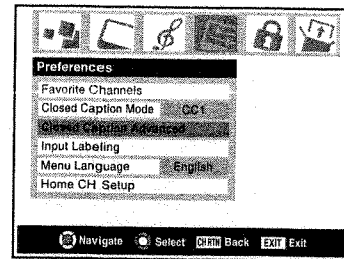 Preferences
Favorite Channels
Closed Caption Mode CC1
Closed Caption Advanced
Input Labeling
Menu Language English
Home CH Setup
Navigate Select CH RTN Back EXIT Exit